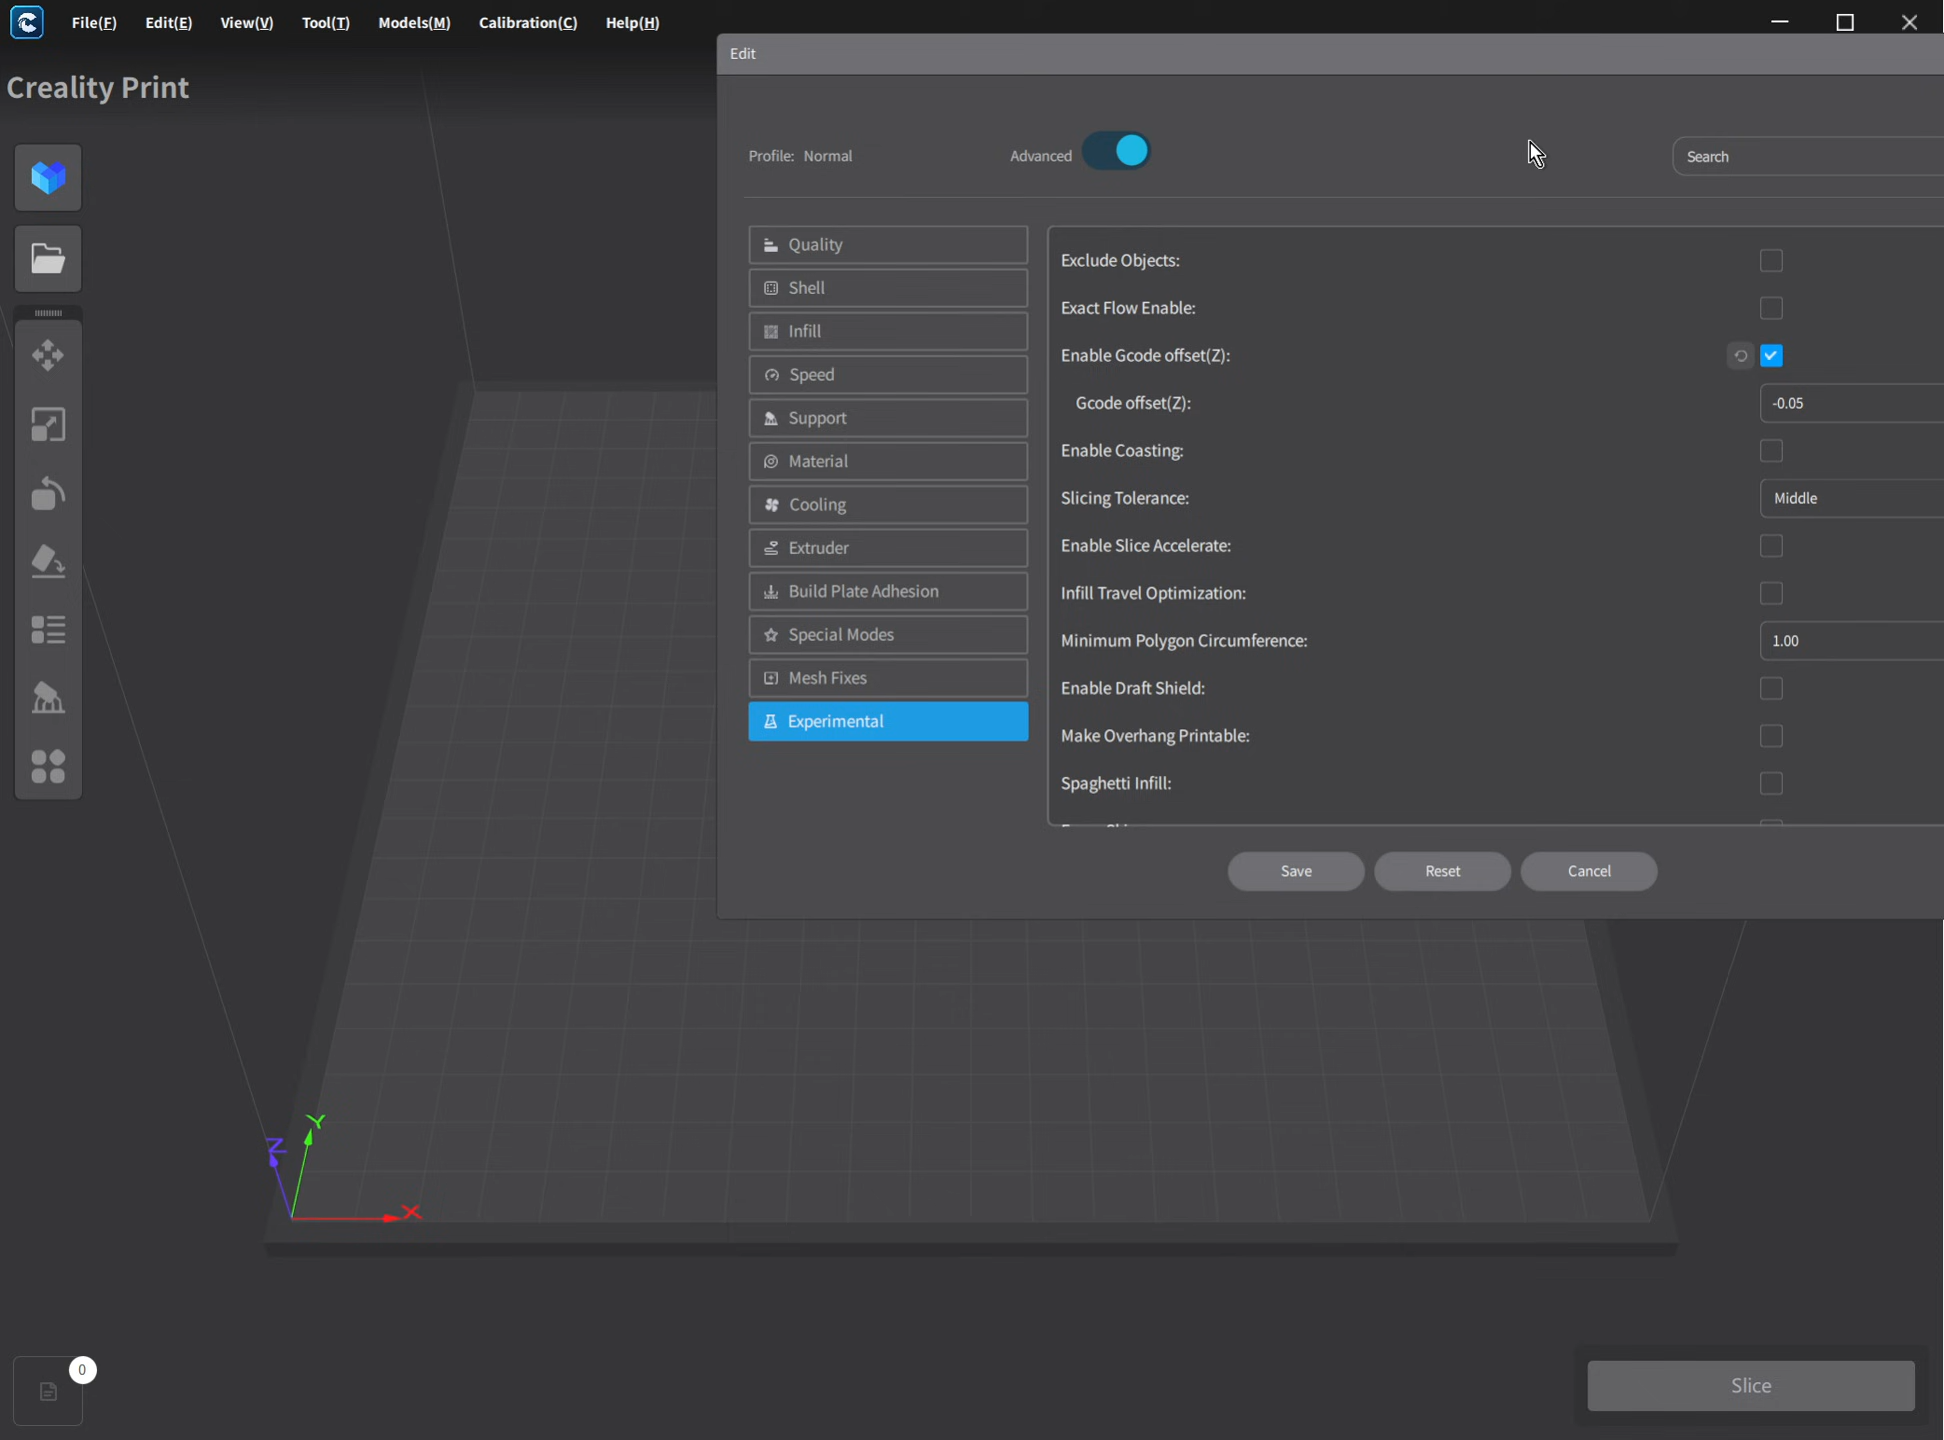 File(F) Edit(E) View(V) Tool(T) Models(M) Calibration(C) Help(H)
Edit
Creality Print
Profile: Normal
Advanced
Search
Quality
Shell
Infill
Speed
Support
Material
Cooling
Extruder
Build Plate Adhesion
Special Modes
Mesh Fixes
Experimental
Exclude Objects:
Exact Flow Enable:
Enable Gcode offset(Z):
Gcode offset(Z): -0.05
Enable Coasting:
Slicing Tolerance: Middle
Enable Slice Accelerate:
Infill Travel Optimization:
Minimum Polygon Circumference: 1.00
Enable Draft Shield:
Make Overhang Printable:
Spaghetti Infill:
Save Reset Cancel
Y
Z
X
0
Slice